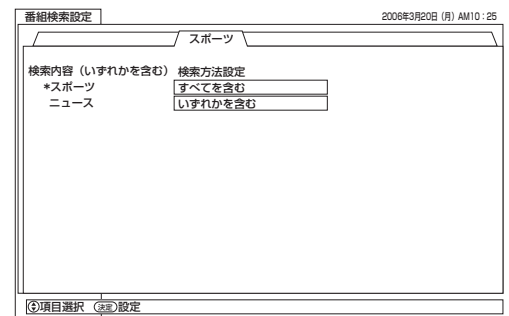 番組検索設定 2006年3月20日(月) AM10:25
スポーツ
検索内容(いずれかを含む) 検索方法設定
*スポーツ すべてを含む
ニュース いずれかを含む
項目選択 決定 設定